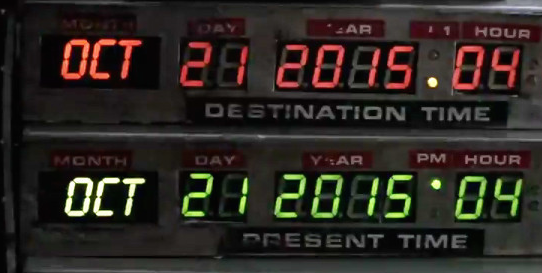 MONTH DAY YEAR HOUR
OCT 21 2015 04
DESTINATION TIME
MONTH DAY YEAR PM HOUR
OCT 21 2015 04
PRESENT TIME